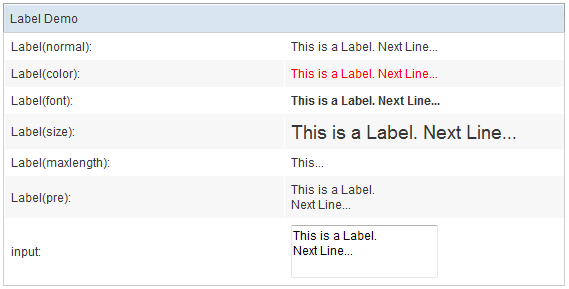 Label Demo
Label(normal): This is a Label. Next Line...
Label(color): This is a Label. Next Line...
Label(font): This is a Label. Next Line...
Label(size): This is a Label. Next Line...
Label(maxlength): This...
Label(pre): This is a Label.
Next Line...
input: This is a Label.
Next Line...